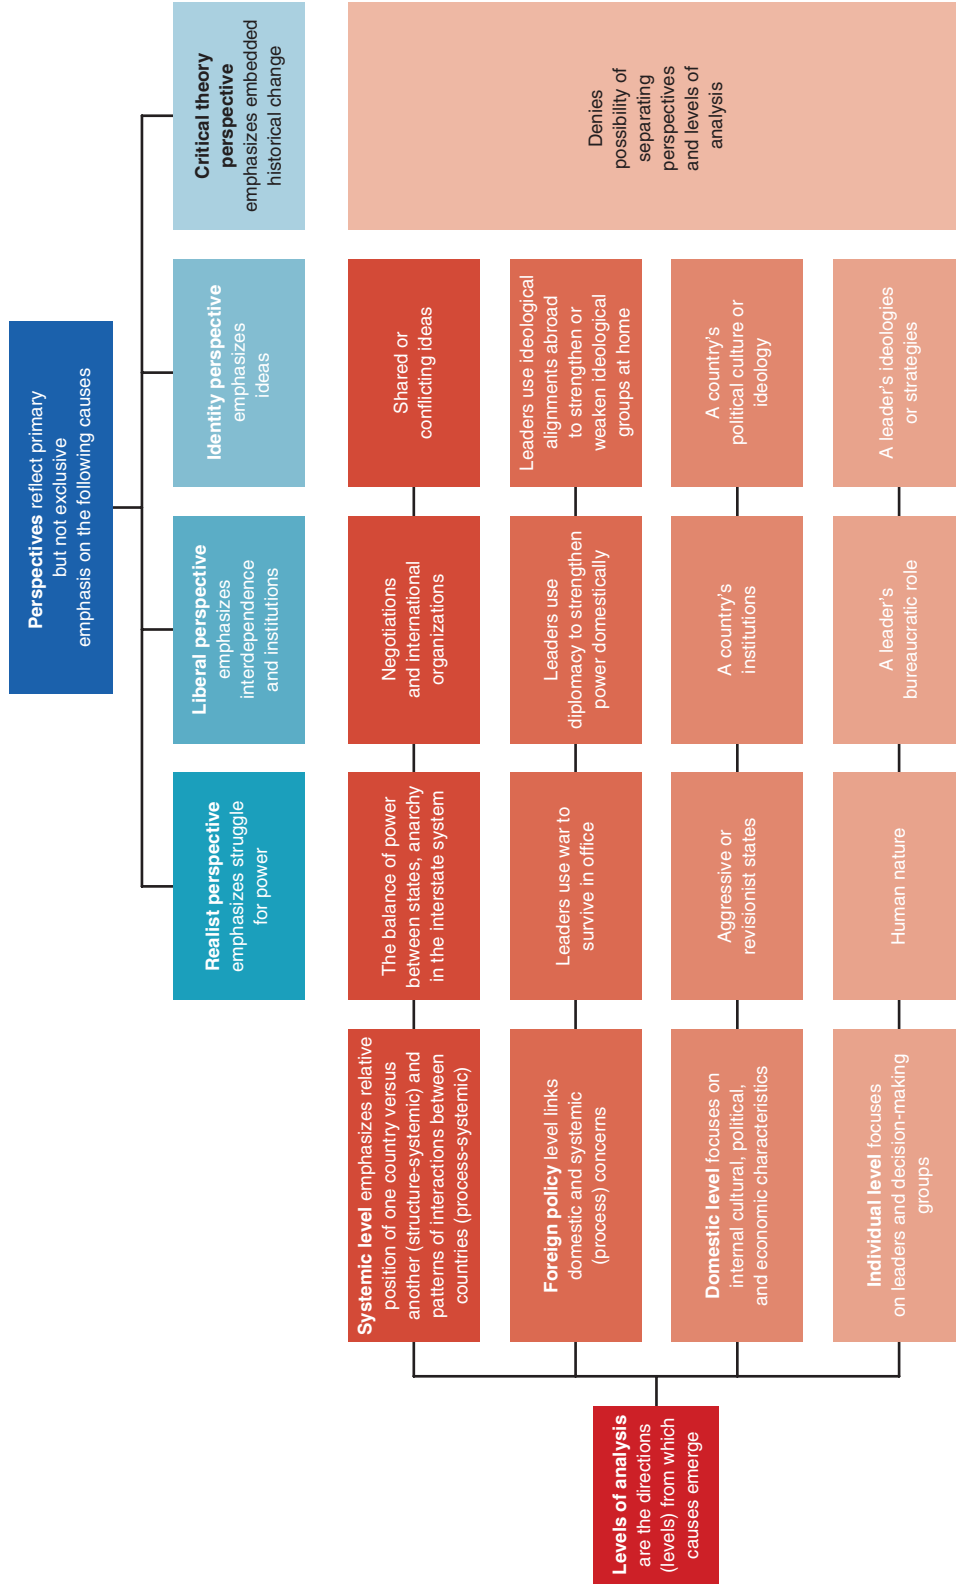 Perspectives reflect primary
but not exclusive
emphasis on the following causes
Realist perspective
emphasizes struggle
for power
Liberal perspective
emphasizes
interdependence
and institutions
Identity perspective
emphasizes
ideas
Critical theory
perspective
emphasizes embedded
historical change
Levels of analysis
are the directions
(levels) from which
causes emerge
Systemic level emphasizes relative
position of one country versus
another (structure-systemic) and
patterns of interactions between
countries (process-systemic)
The balance of power
between states, anarchy
in the interstate system
Negotiations
and international
organizations
Shared or
conflicting ideas
Denies
possibility of
separating
perspectives
and levels of
analysis
Foreign policy level links
domestic and systemic
(process) concerns
Leaders use war to
survive in office
Leaders use
diplomacy to strengthen
power domestically
Leaders use ideological
alignments abroad
to strengthen or
weaken ideological
groups at home
Domestic level focuses on
internal cultural, political,
and economic characteristics
Aggressive or
revisionist states
A country's
institutions
A country's
political culture or
ideology
Individual level focuses
on leaders and decision-making
groups
Human nature
A leader's
bureaucratic role
A leader's ideologies
or strategies